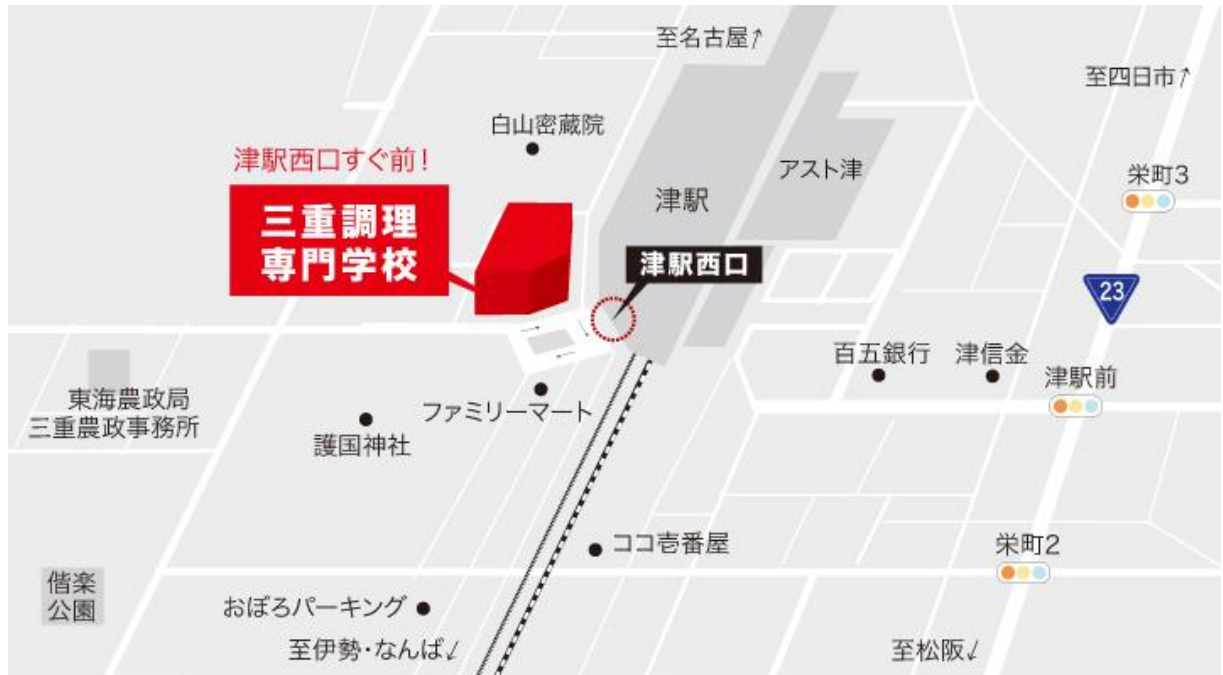 至名古屋↑
至四日市↑
白山密蔵院
津駅西口すぐ前！
三重調理
専門学校
津駅
アスト津
栄町3
津駅西口
23
百五銀行
津信金
津駅前
東海農政局
三重農政事務所
ファミリーマート
護国神社
ココ壱番屋
栄町2
偕楽
公園
おぼろパーキング
至伊勢・なんば↓
至松阪↓